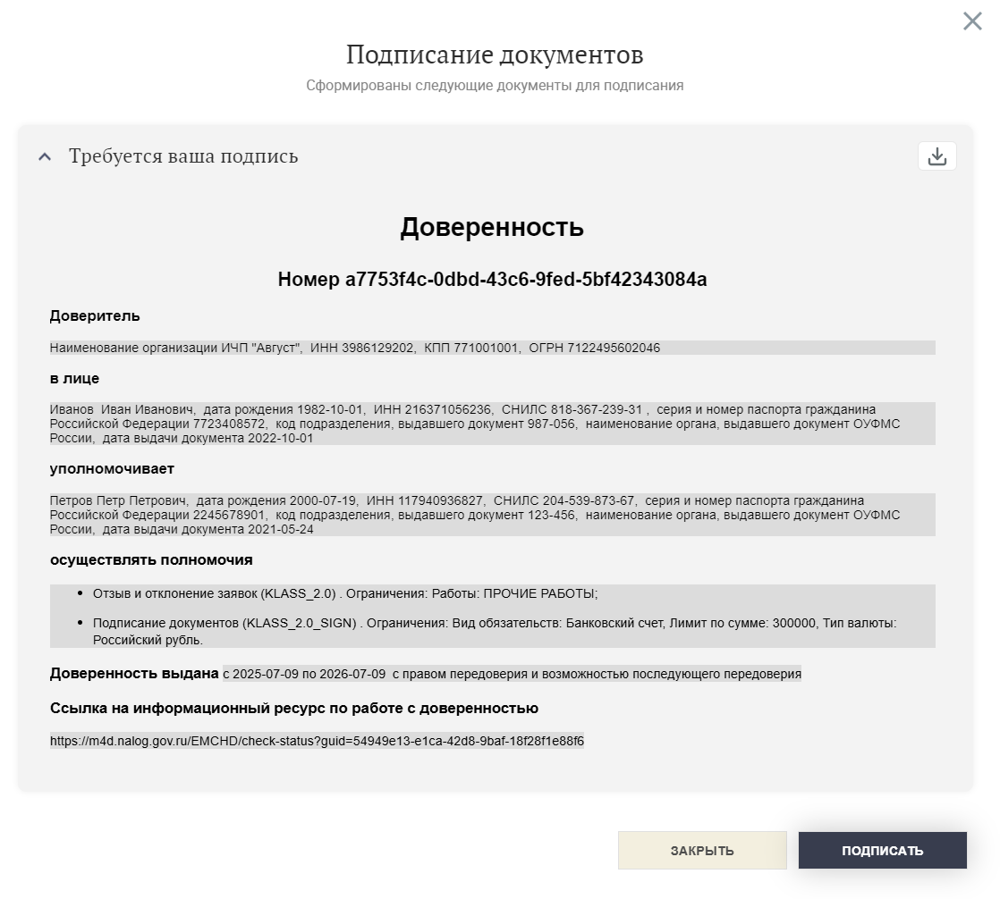 Подписание документов
Сформированы следующие документы для подписания
Требуется ваша подпись
Доверенность
Номер a7753f4c-0dbd-43c6-9fed-5bf42343084a
Доверитель
Наименование организации ИЧП "Август", ИНН 3986129202, КПП 771001001, ОГРН 7122495602046
в лице
Иванов Иван Иванович, дата рождения 1982-10-01, ИНН 216371056236, СНИЛС 818-367-239-31 , серия и номер паспорта гражданина
Российской Федерации 7723408572, код подразделения, выдавшего документ 987-056, наименование органа, выдавшего документ ОУФМС
России, дата выдачи документа 2022-10-01
уполномочивает
Петров Петр Петрович, дата рождения 2000-07-19, ИНН 117940936827, СНИЛС 204-539-873-67, серия и номер паспорта гражданина
Российской Федерации 2245678901, код подразделения, выдавшего документ 123-456, наименование органа, выдавшего документ ОУФМС
России, дата выдачи документа 2021-05-24
осуществлять полномочия
• Отзыв и отклонение заявок (KLASS_2.0) . Ограничения: Работы: ПРОЧИЕ РАБОТЫ;
• Подписание документов (KLASS_2.0_SIGN) . Ограничения: Вид обязательств: Банковский счет, Лимит по сумме: 300000, Тип валюты:
Российский рубль.
Доверенность выдана с 2025-07-09 по 2026-07-09 с правом передоверия и возможностью последующего передоверия
Ссылка на информационный ресурс по работе с доверенностью
https://m4d.nalog.gov.ru/EMCHD/check-status?guid=54949e13-e1ca-42d8-9baf-18f28f1e88f6
ЗАКРЫТЬ
ПОДПИСАТЬ